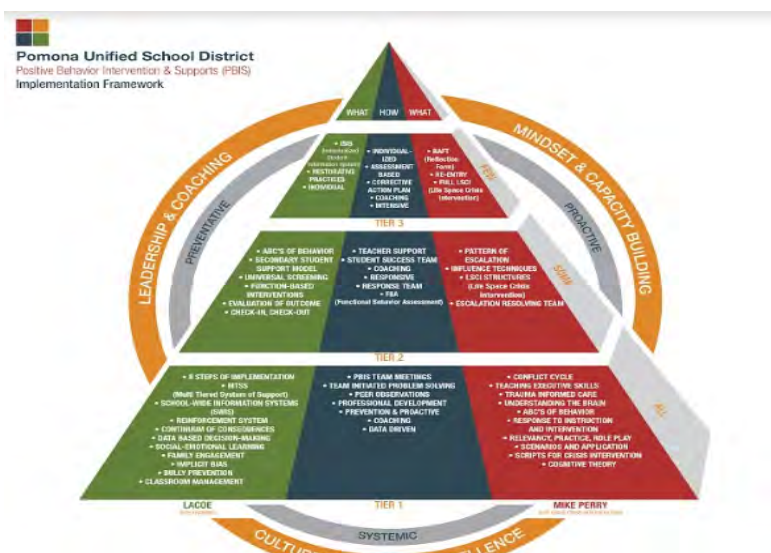 Pomona Unified School District
Positive Behavior Intervention & Supports (PBIS)
Implementation Framework
LEADERSHIP & COACHING
MINDSET & CAPACITY BUILDING
PREVENTATIVE
PROACTIVE
WHAT HOW WHAT
FEW
• ISIS
Information System)
• RESTORATIVE
PRACTICES
• INDIVIDUAL
• INDIVIDUAL-
IZED
• ASSESSMENT
BASED
• CORRECTIVE
ACTION PLAN
• COACHING
• INTENSIVE
• RAFT
(Reflection
Form)
• RE-ENTRY
• FULL LSCI
(Life Space Crisis
Intervention)
TIER 3
SOME
• ABC'S OF BEHAVIOR
• SECONDARY STUDENT
SUPPORT MODEL
• UNIVERSAL SCREENING
• FUNCTION-BASED
INTERVENTIONS
• EVALUATION OF OUTCOME
• CHECK-IN, CHECK-OUT
• TEACHER SUPPORT
• STUDENT SUCCESS TEAM
• COACHING
• RESPONSIVE
• RESPONSE TEAM
• FBA
(Functional Behavior Assessment)
• PATTERN OF
ESCALATION
• INFLUENCE TECHNIQUES
• LSCI STRUCTURES
(Life Space Crisis
Intervention)
• ESCALATION RESOLVING TEAM
TIER 2
ALL
• 8 STEPS OF IMPLEMENTATION
• MTSS
(Multi Tiered System of Support)
• SCHOOL-WIDE INFORMATION SYSTEMS
(SWIS)
• REINFORCEMENT SYSTEM
• CONTINUUM OF CONSEQUENCES
• DATA BASED DECISION-MAKING
• SOCIAL-EMOTIONAL LEARNING
• FAMILY ENGAGEMENT
• IMPLICIT BIAS
• BULLY PREVENTION
• CLASSROOM MANAGEMENT
• PBIS TEAM MEETINGS
• TEAM INITIATED PROBLEM SOLVING
• PEER OBSERVATIONS
• PROFESSIONAL DEVELOPMENT
• PREVENTION & PROACTIVE
• COACHING
• DATA DRIVEN
• CONFLICT CYCLE
• TEACHING EXECUTIVE SKILLS
• TRAUMA INFORMED CARE
• UNDERSTANDING THE BRAIN
• ABC'S OF BEHAVIOR
• RESPONSE TO INSTRUCTION
AND INTERVENTION
• RELEVANCY, PRACTICE, ROLE PLAY
• SCENARIOS AND APPLICATION
• SCRIPTS FOR CRISIS INTERVENTION
• COGNITIVE THEORY
LACOE
TIER 1
MIKE PERRY
SYSTEMIC